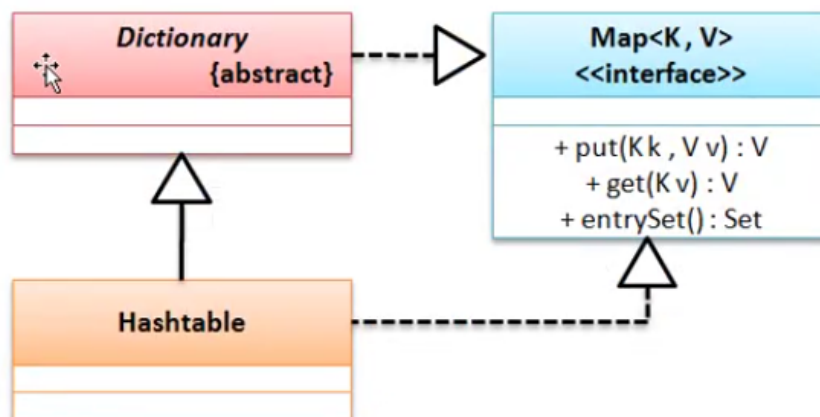 Dictionary
{abstract}
Map<K , V>
<<interface>>
+ put(K k , V v) : V
+ get(K v) : V
+ entrySet() : Set
Hashtable